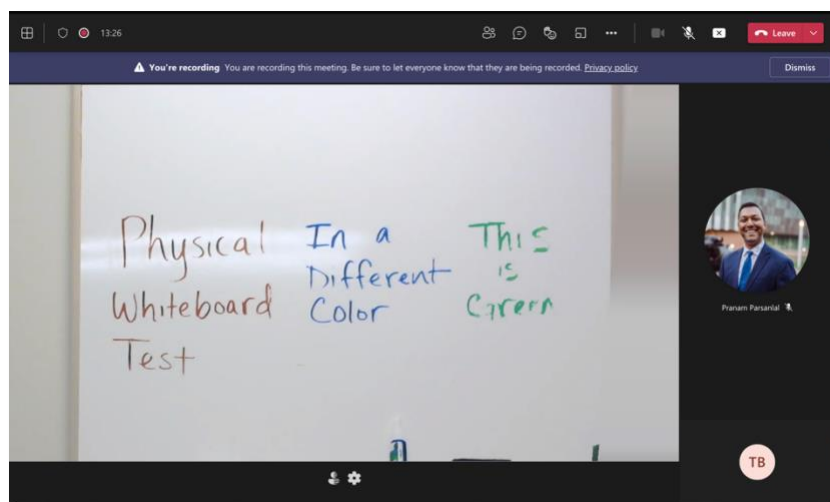 13:26
Leave
You're recording You are recording this meeting. Be sure to let everyone know that they are being recorded. Privacy policy
Dismiss
Physical
Whiteboard
Test
In a
Different
Color
This
is
Green
Pranam Parsanlal
TB